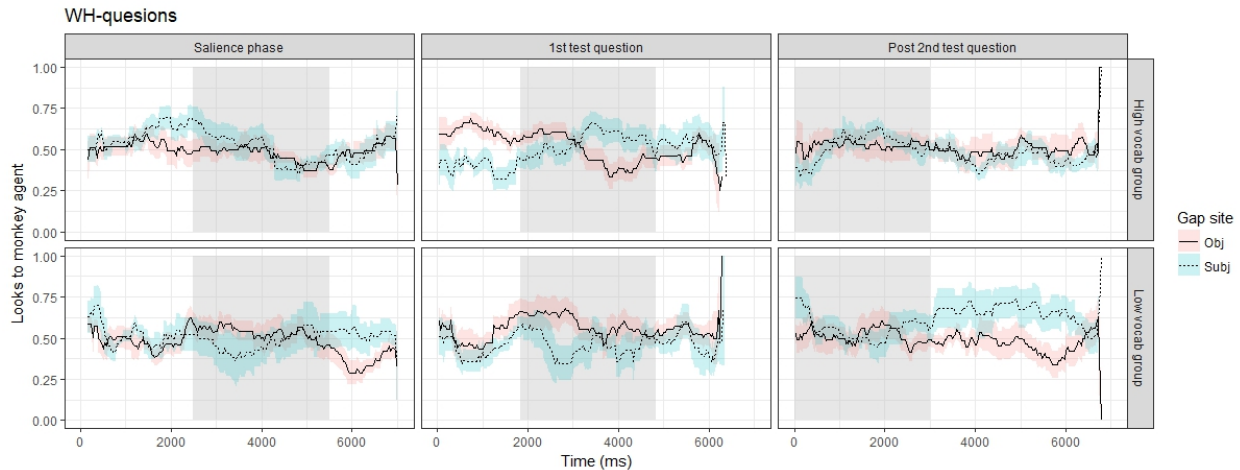 WH-quesions
Salience phase
1st test question
Post 2nd test question
1.00
0.75
0.50
0.25
0.00
High vocab group
1.00
0.75
0.50
0.25
0.00
Low vocab group
Looks to monkey agent
0 2000 4000 6000
0 2000 4000 6000
0 2000 4000 6000
Time (ms)
Gap site
Obj
Subj